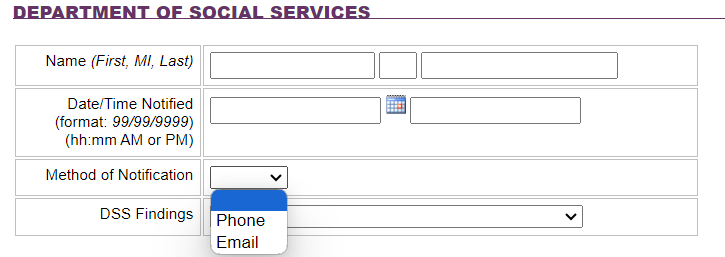 DEPARTMENT OF SOCIAL SERVICES
Name (First, MI, Last)
Date/Time Notified
(format: 99/99/9999)
(hh:mm AM or PM)
Method of Notification
DSS Findings
Phone
Email